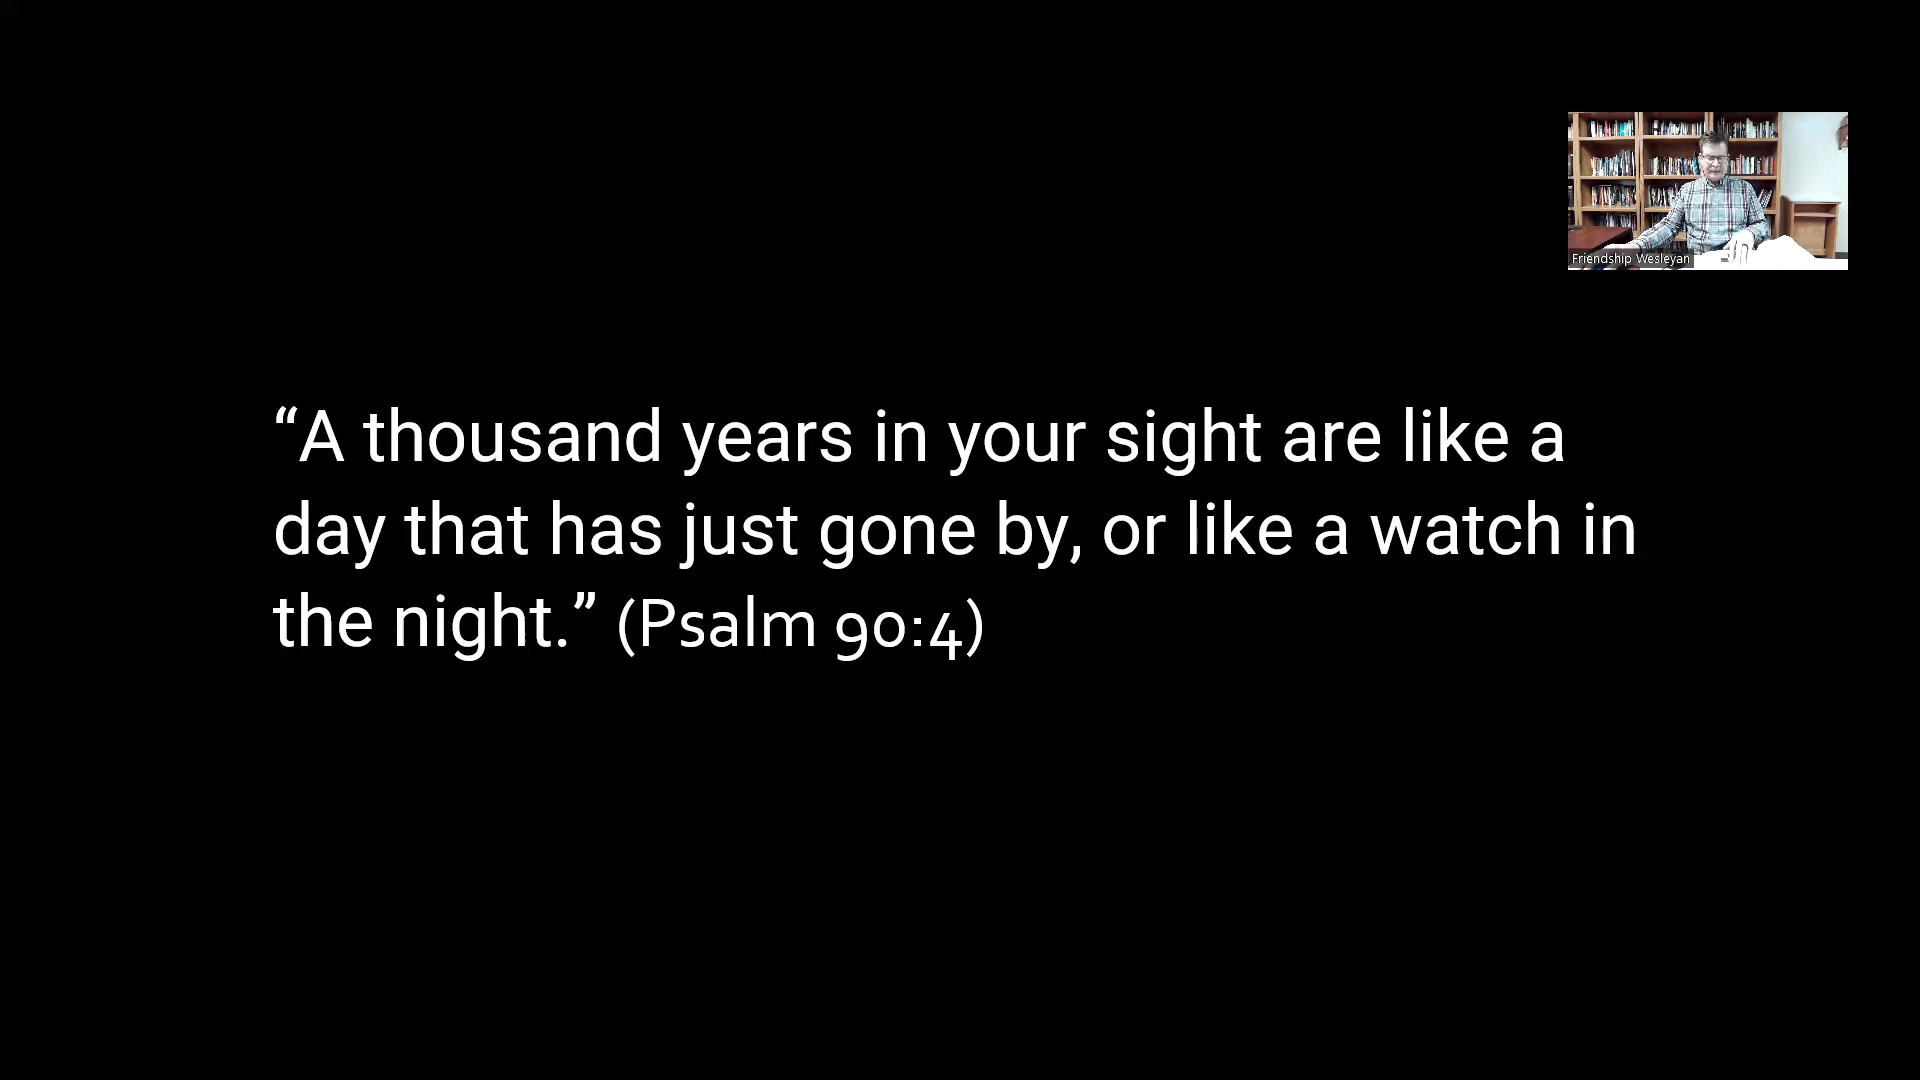 Friendship Wesleyan
“A thousand years in your sight are like a
day that has just gone by, or like a watch in
the night.” (Psalm 90:4)